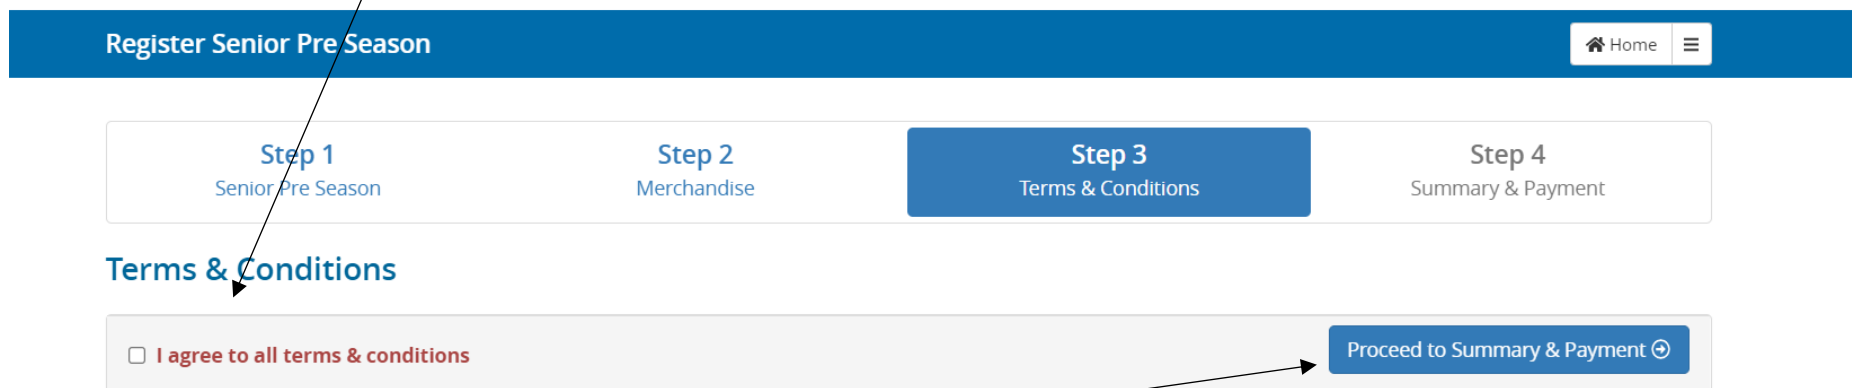 Register Senior Pre Season
Home
Step 1
Senior Pre Season
Step 2
Merchandise
Step 3
Terms & Conditions
Step 4
Summary & Payment
Terms & Conditions
I agree to all terms & conditions
Proceed to Summary & Payment